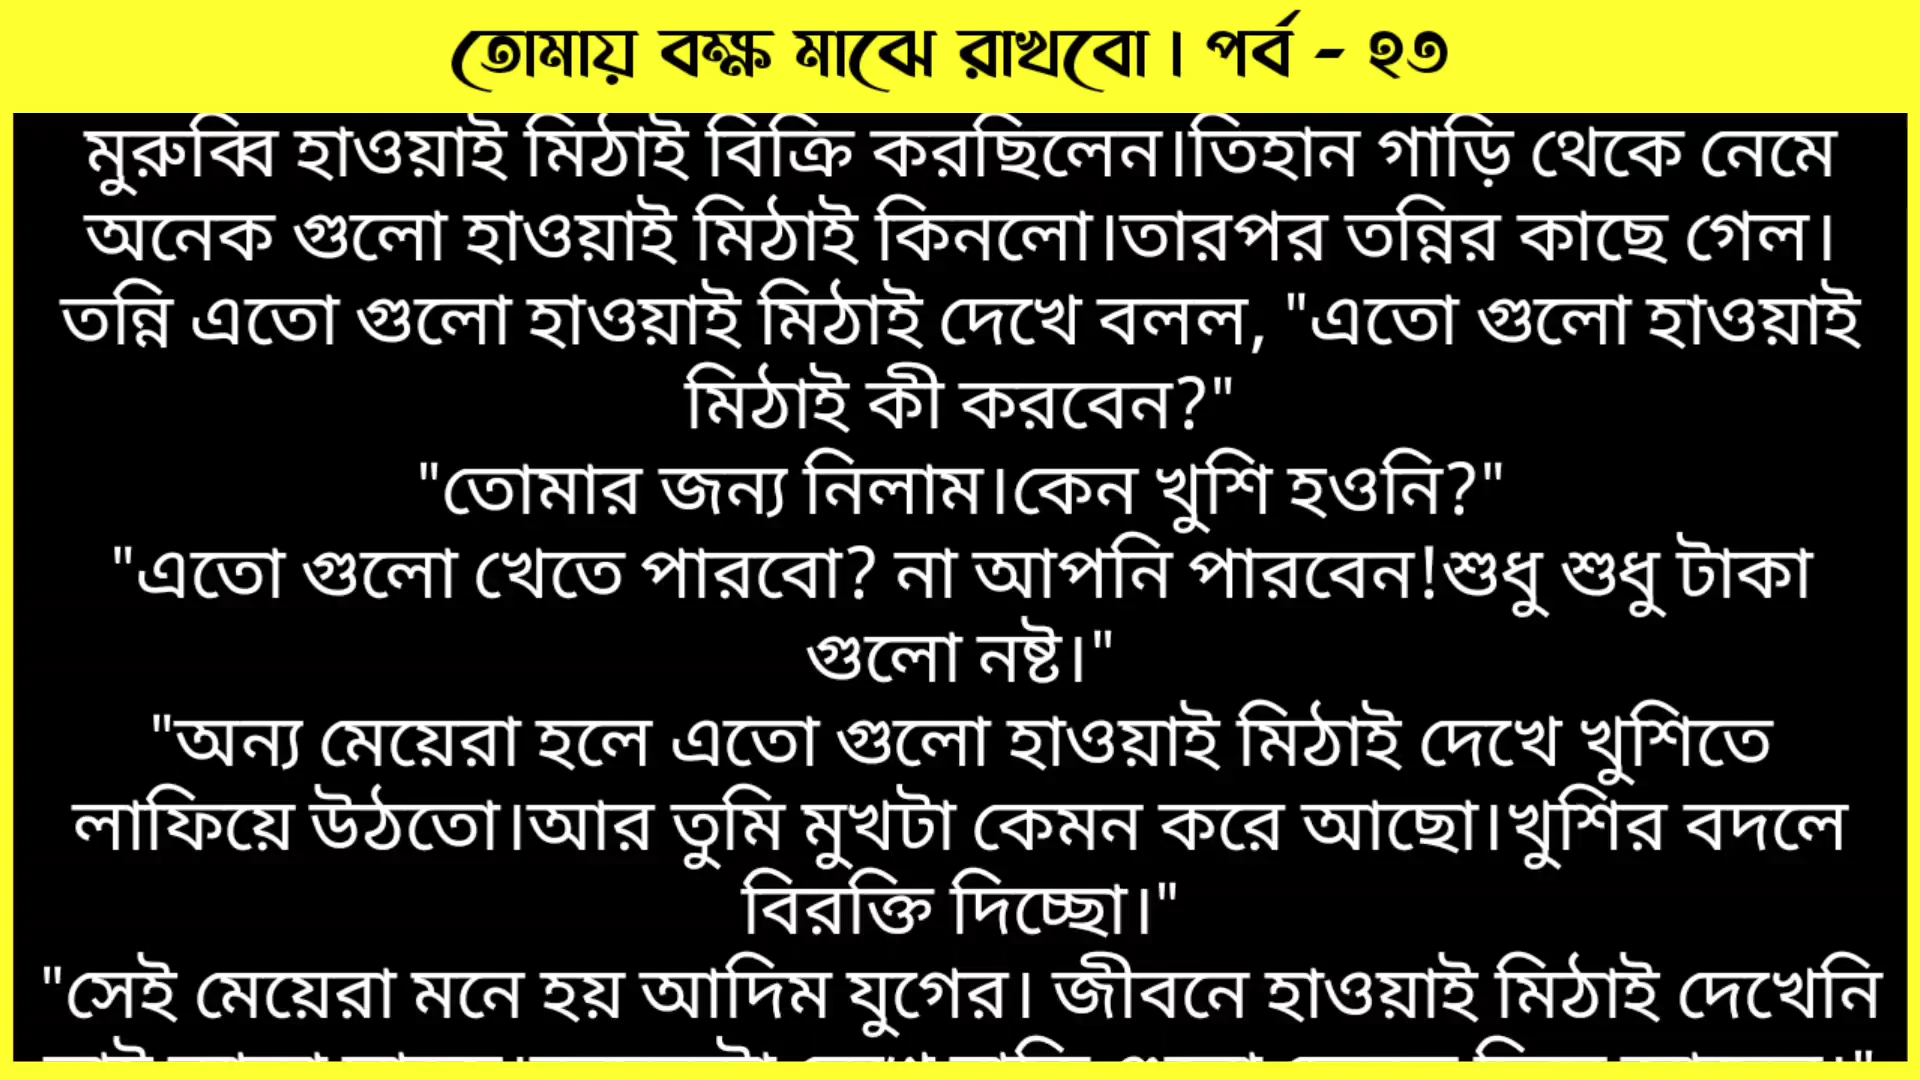 তোমায় বক্ষ মাঝে রাখবো। পর্ব - ২৩
মুরুব্বি হাওয়াই মিঠাই বিক্রি করছিলেন।তিহান গাড়ি থেকে নেমে
অনেক গুলো হাওয়াই মিঠাই কিনলো।তারপর তন্নির কাছে গেল।
তন্নি এতো গুলো হাওয়াই মিঠাই দেখে বলল, "এতো গুলো হাওয়াই
মিঠাই কী করবেন?"
"তোমার জন্য নিলাম।কেন খুশি হওনি?"
"এতো গুলো খেতে পারবো? না আপনি পারবেন!শুধু শুধু টাকা
গুলো নষ্ট।"
"অন্য মেয়েরা হলে এতো গুলো হাওয়াই মিঠাই দেখে খুশিতে
লাফিয়ে উঠতো।আর তুমি মুখটা কেমন করে আছো।খুশির বদলে
বিরক্তি দিচ্ছো।"
"সেই মেয়েরা মনে হয় আদিম যুগের। জীবনে হাওয়াই মিঠাই দেখেনি